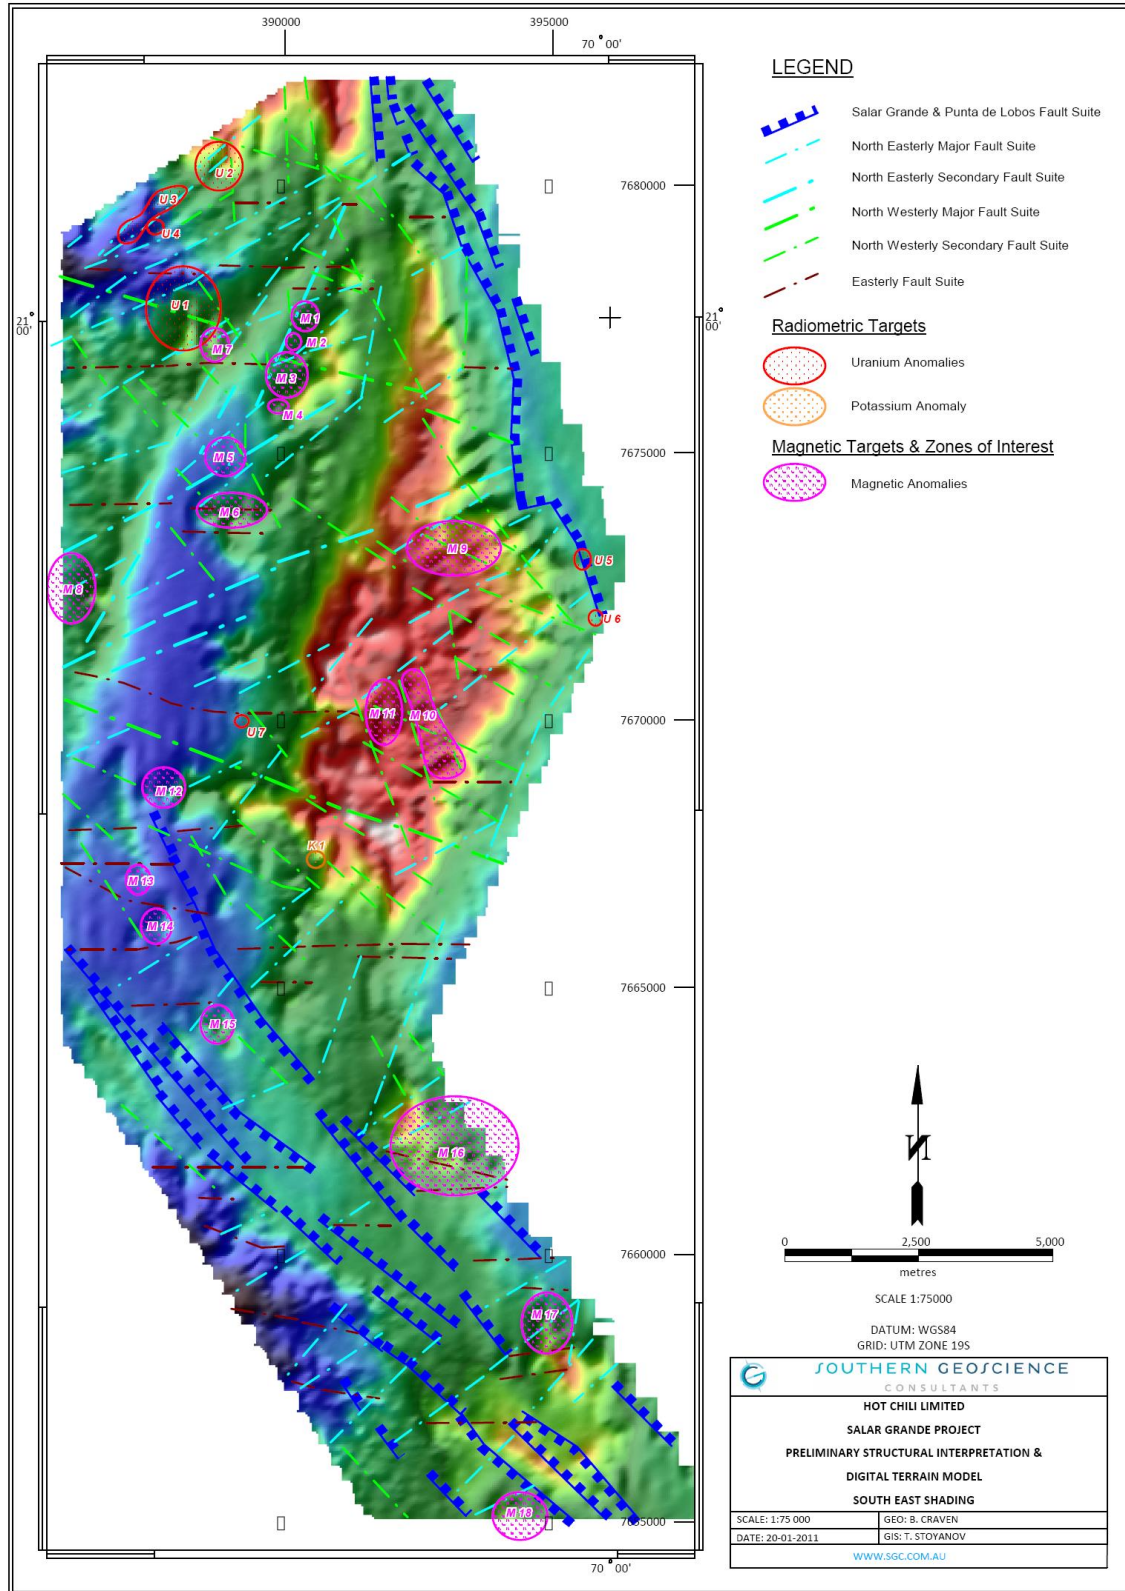 390000
395000
70 ° 00'
LEGEND
Salar Grande & Punta de Lobos Fault Suite
North Easterly Major Fault Suite
North Easterly Secondary Fault Suite
North Westerly Major Fault Suite
North Westerly Secondary Fault Suite
Easterly Fault Suite
Radiometric Targets
Uranium Anomalies
Potassium Anomaly
Magnetic Targets & Zones of Interest
Magnetic Anomalies
U 2
7680000
U 3
U 4
U 1
21 °
00'
21 °
00'
M 1
M 2
M 7
M 3
M 4
M 5
7675000
M 6
M 9
U 5
M 8
U 6
M 11
M 10
7670000
U 7
M 12
K 1
M 13
M 14
7665000
M 15
M 16
N
7660000
0
2,500
5,000
metres
SCALE 1:75000
M 17
DATUM: WGS84
GRID: UTM ZONE 19S
SOUTHERN GEOSCIENCE
CONSULTANTS
HOT CHILI LIMITED
SALAR GRANDE PROJECT
PRELIMINARY STRUCTURAL INTERPRETATION &
DIGITAL TERRAIN MODEL
SOUTH EAST SHADING
M 18
7655000
SCALE: 1:75 000
GEO: B. CRAVEN
DATE: 20-01-2011
GIS: T. STOYANOV
WWW.SGC.COM.AU
70 ° 00'